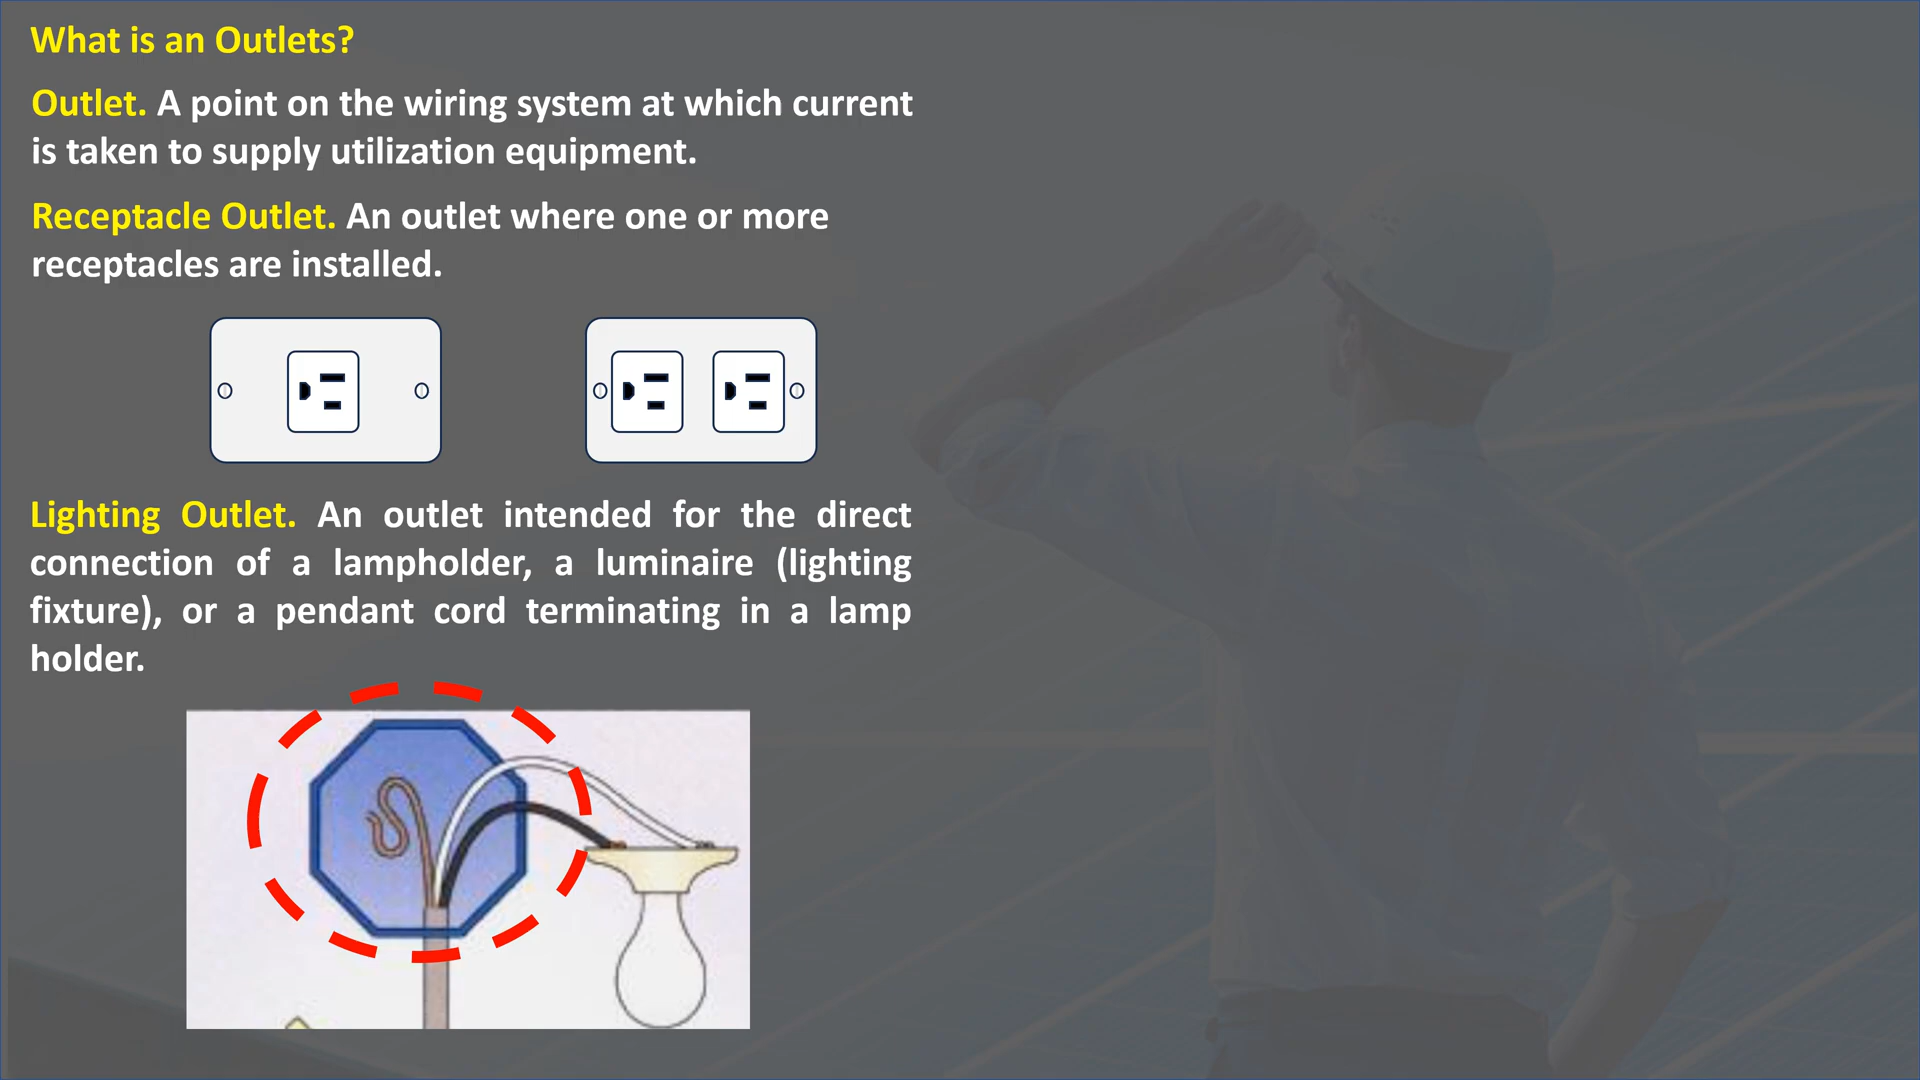 What is an Outlets?
Outlet. A point on the wiring system at which current
is taken to supply utilization equipment.
Receptacle Outlet. An outlet where one or more
receptacles are installed.
Lighting Outlet. An outlet intended for the direct
connection of a lampholder, a luminaire (lighting
fixture), or a pendant cord terminating in a lamp
holder.